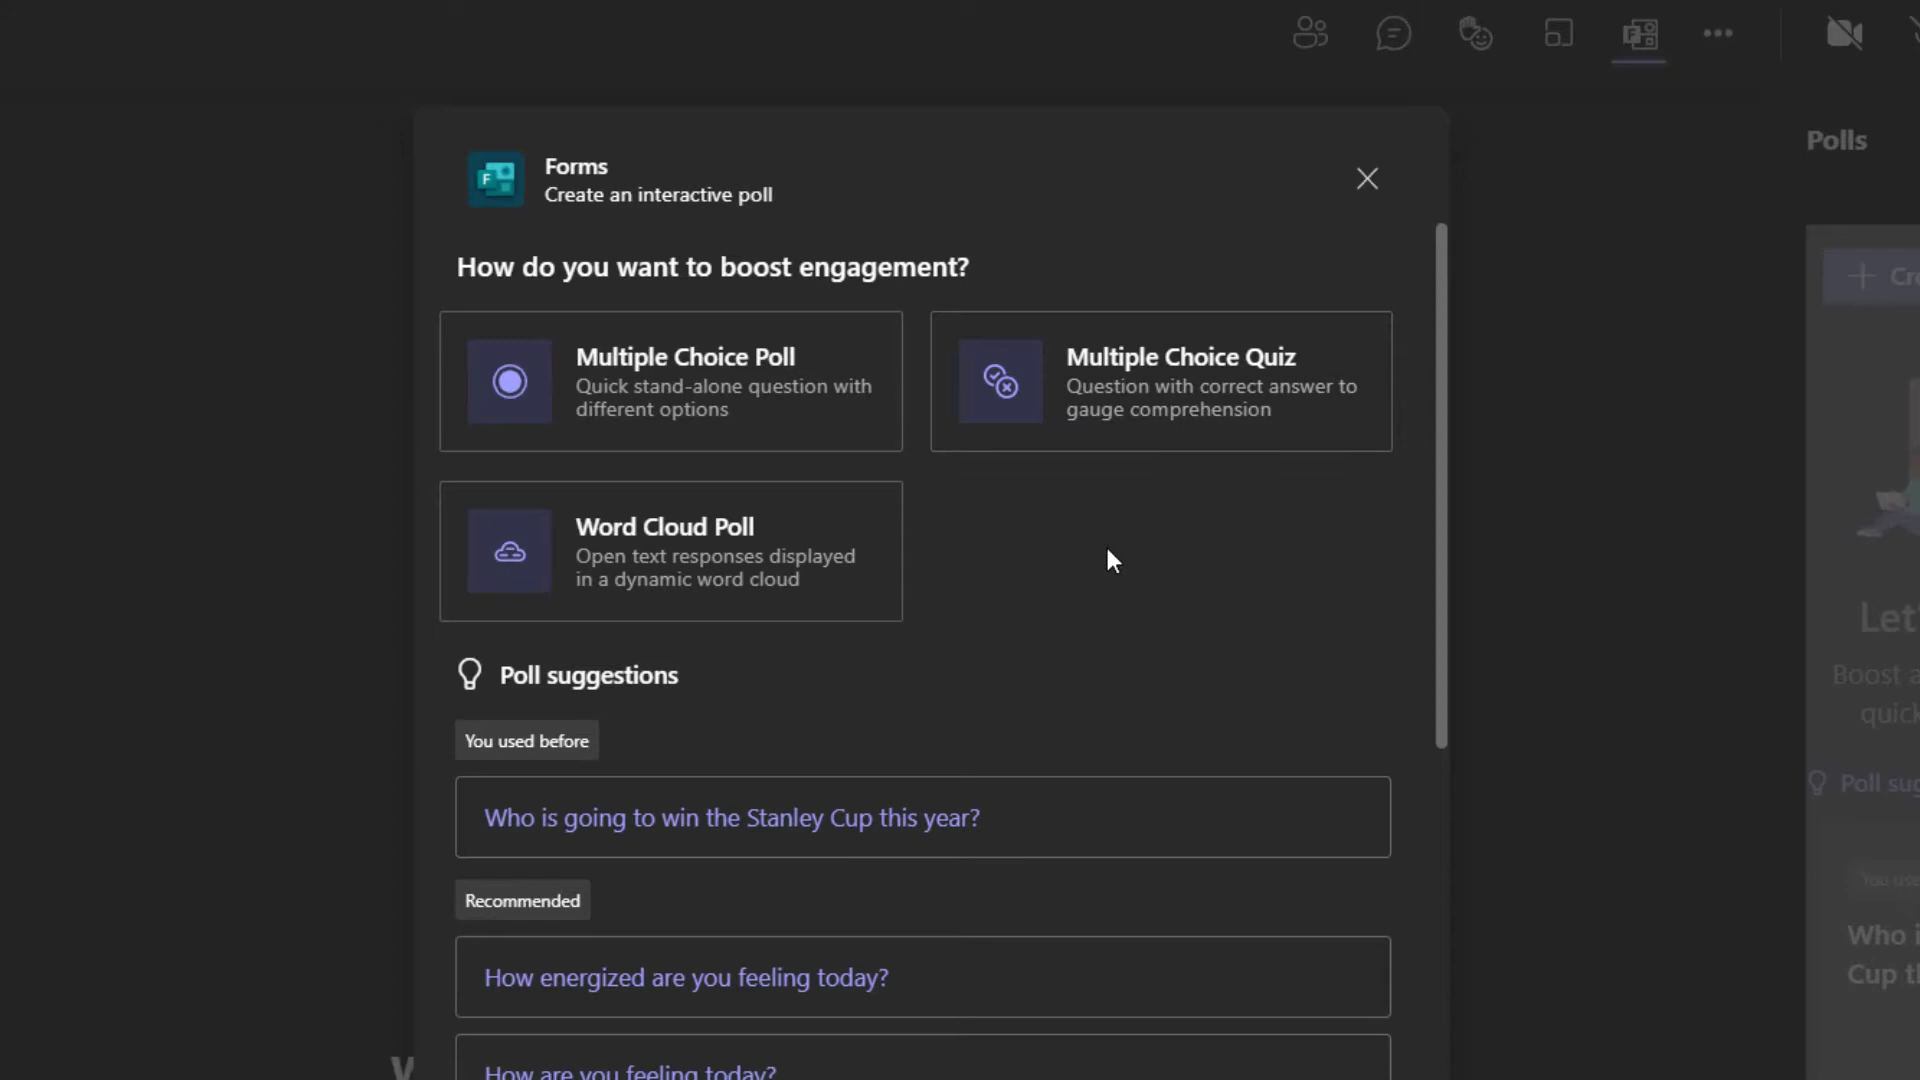 Polls
F Forms
Create an interactive poll
How do you want to boost engagement?
Multiple Choice Poll
Quick stand-alone question with
different options
Multiple Choice Quiz
Question with correct answer to
gauge comprehension
Word Cloud Poll
Open text responses displayed
in a dynamic word cloud
Poll suggestions
You used before
Who is going to win the Stanley Cup this year?
Recommended
How energized are you feeling today?
How are you feeling today?
Let'
Boost a
quick
Poll sug
You use
Who i
Cup th